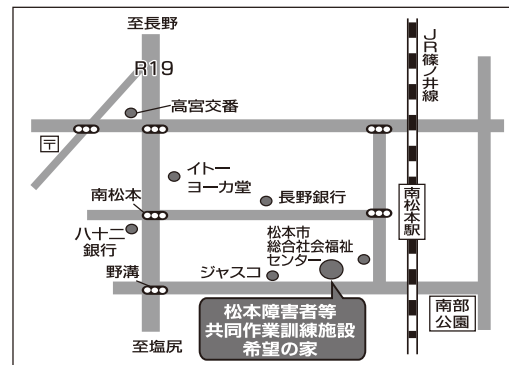 至長野
R19
高宮交番
〒
JR篠ノ井線
イトー
ヨーカ堂
長野銀行
南松本
八十二
銀行
南松本駅
松本市
総合社会福祉
センター
野溝
ジャスコ
松本障害者等
共同作業訓練施設
希望の家
南部
公園
至塩尻